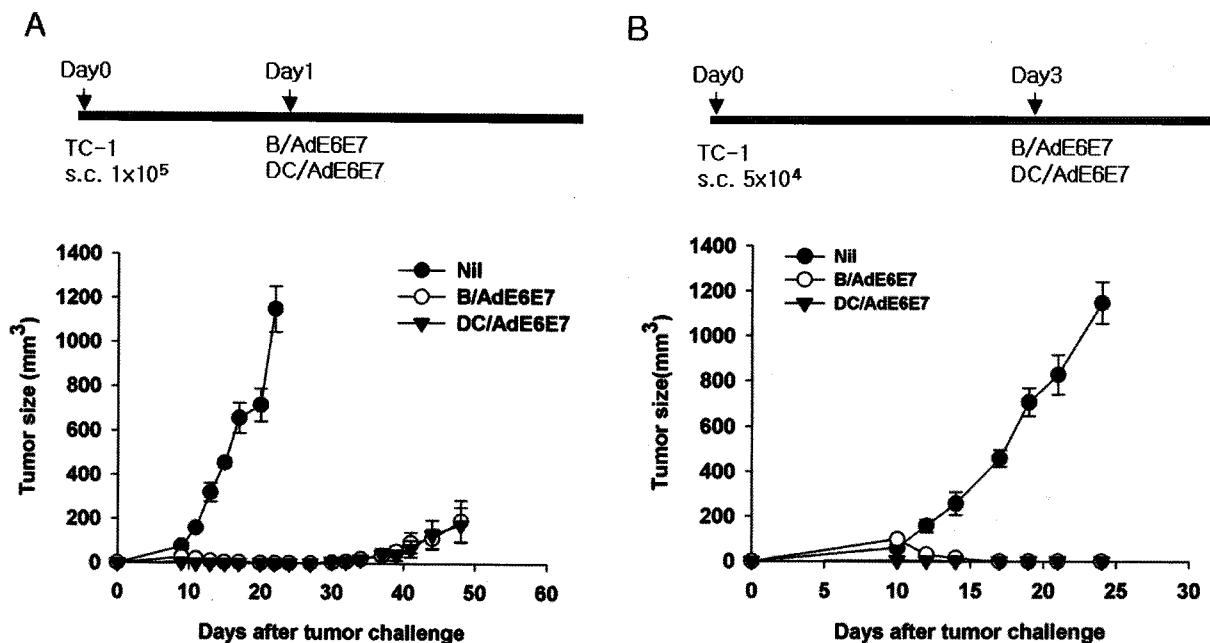 A
Day0
Day1
TC-1
s.c. 1x10⁵
B/AdE6E7
DC/AdE6E7
Tumor size (mm³)
1400
1200
1000
800
600
400
200
0
Nil
B/AdE6E7
DC/AdE6E7
0 10 20 30 40 50 60
Days after tumor challenge
B
Day0
Day3
TC-1
s.c. 5x10⁴
B/AdE6E7
DC/AdE6E7
Tumor size(mm³)
1400
1200
1000
800
600
400
200
0
Nil
B/AdE6E7
DC/AdE6E7
0 5 10 15 20 25 30
Days after tumor challenge